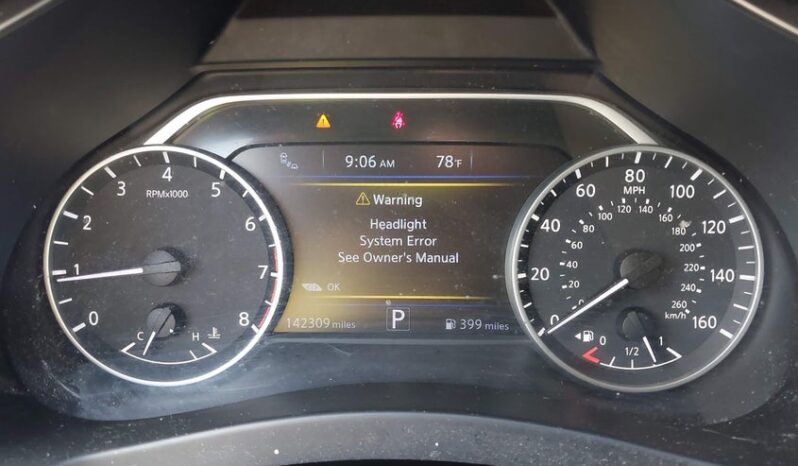 9:06 AM 78°F
Warning
Headlight
System Error
See Owner's Manual
OK
142309 miles P 399 miles
RPMx1000
0 1 2 3 4 5 6 7 8
C H
MPH
0 20 40 60 80 100 120 140 160
0 20 40 60 80 100 120 140 160 180 200 220 240 260
km/h
0 1/2 1